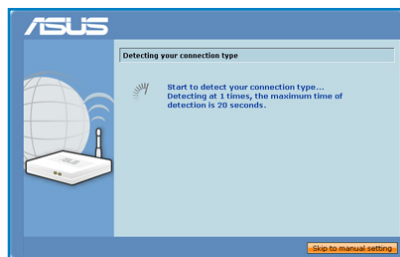 ASUS
Detecting your connection type
Start to detect your connection type...
Detecting at 1 times, the maximum time of
detection is 20 seconds.
Skip to manual setting